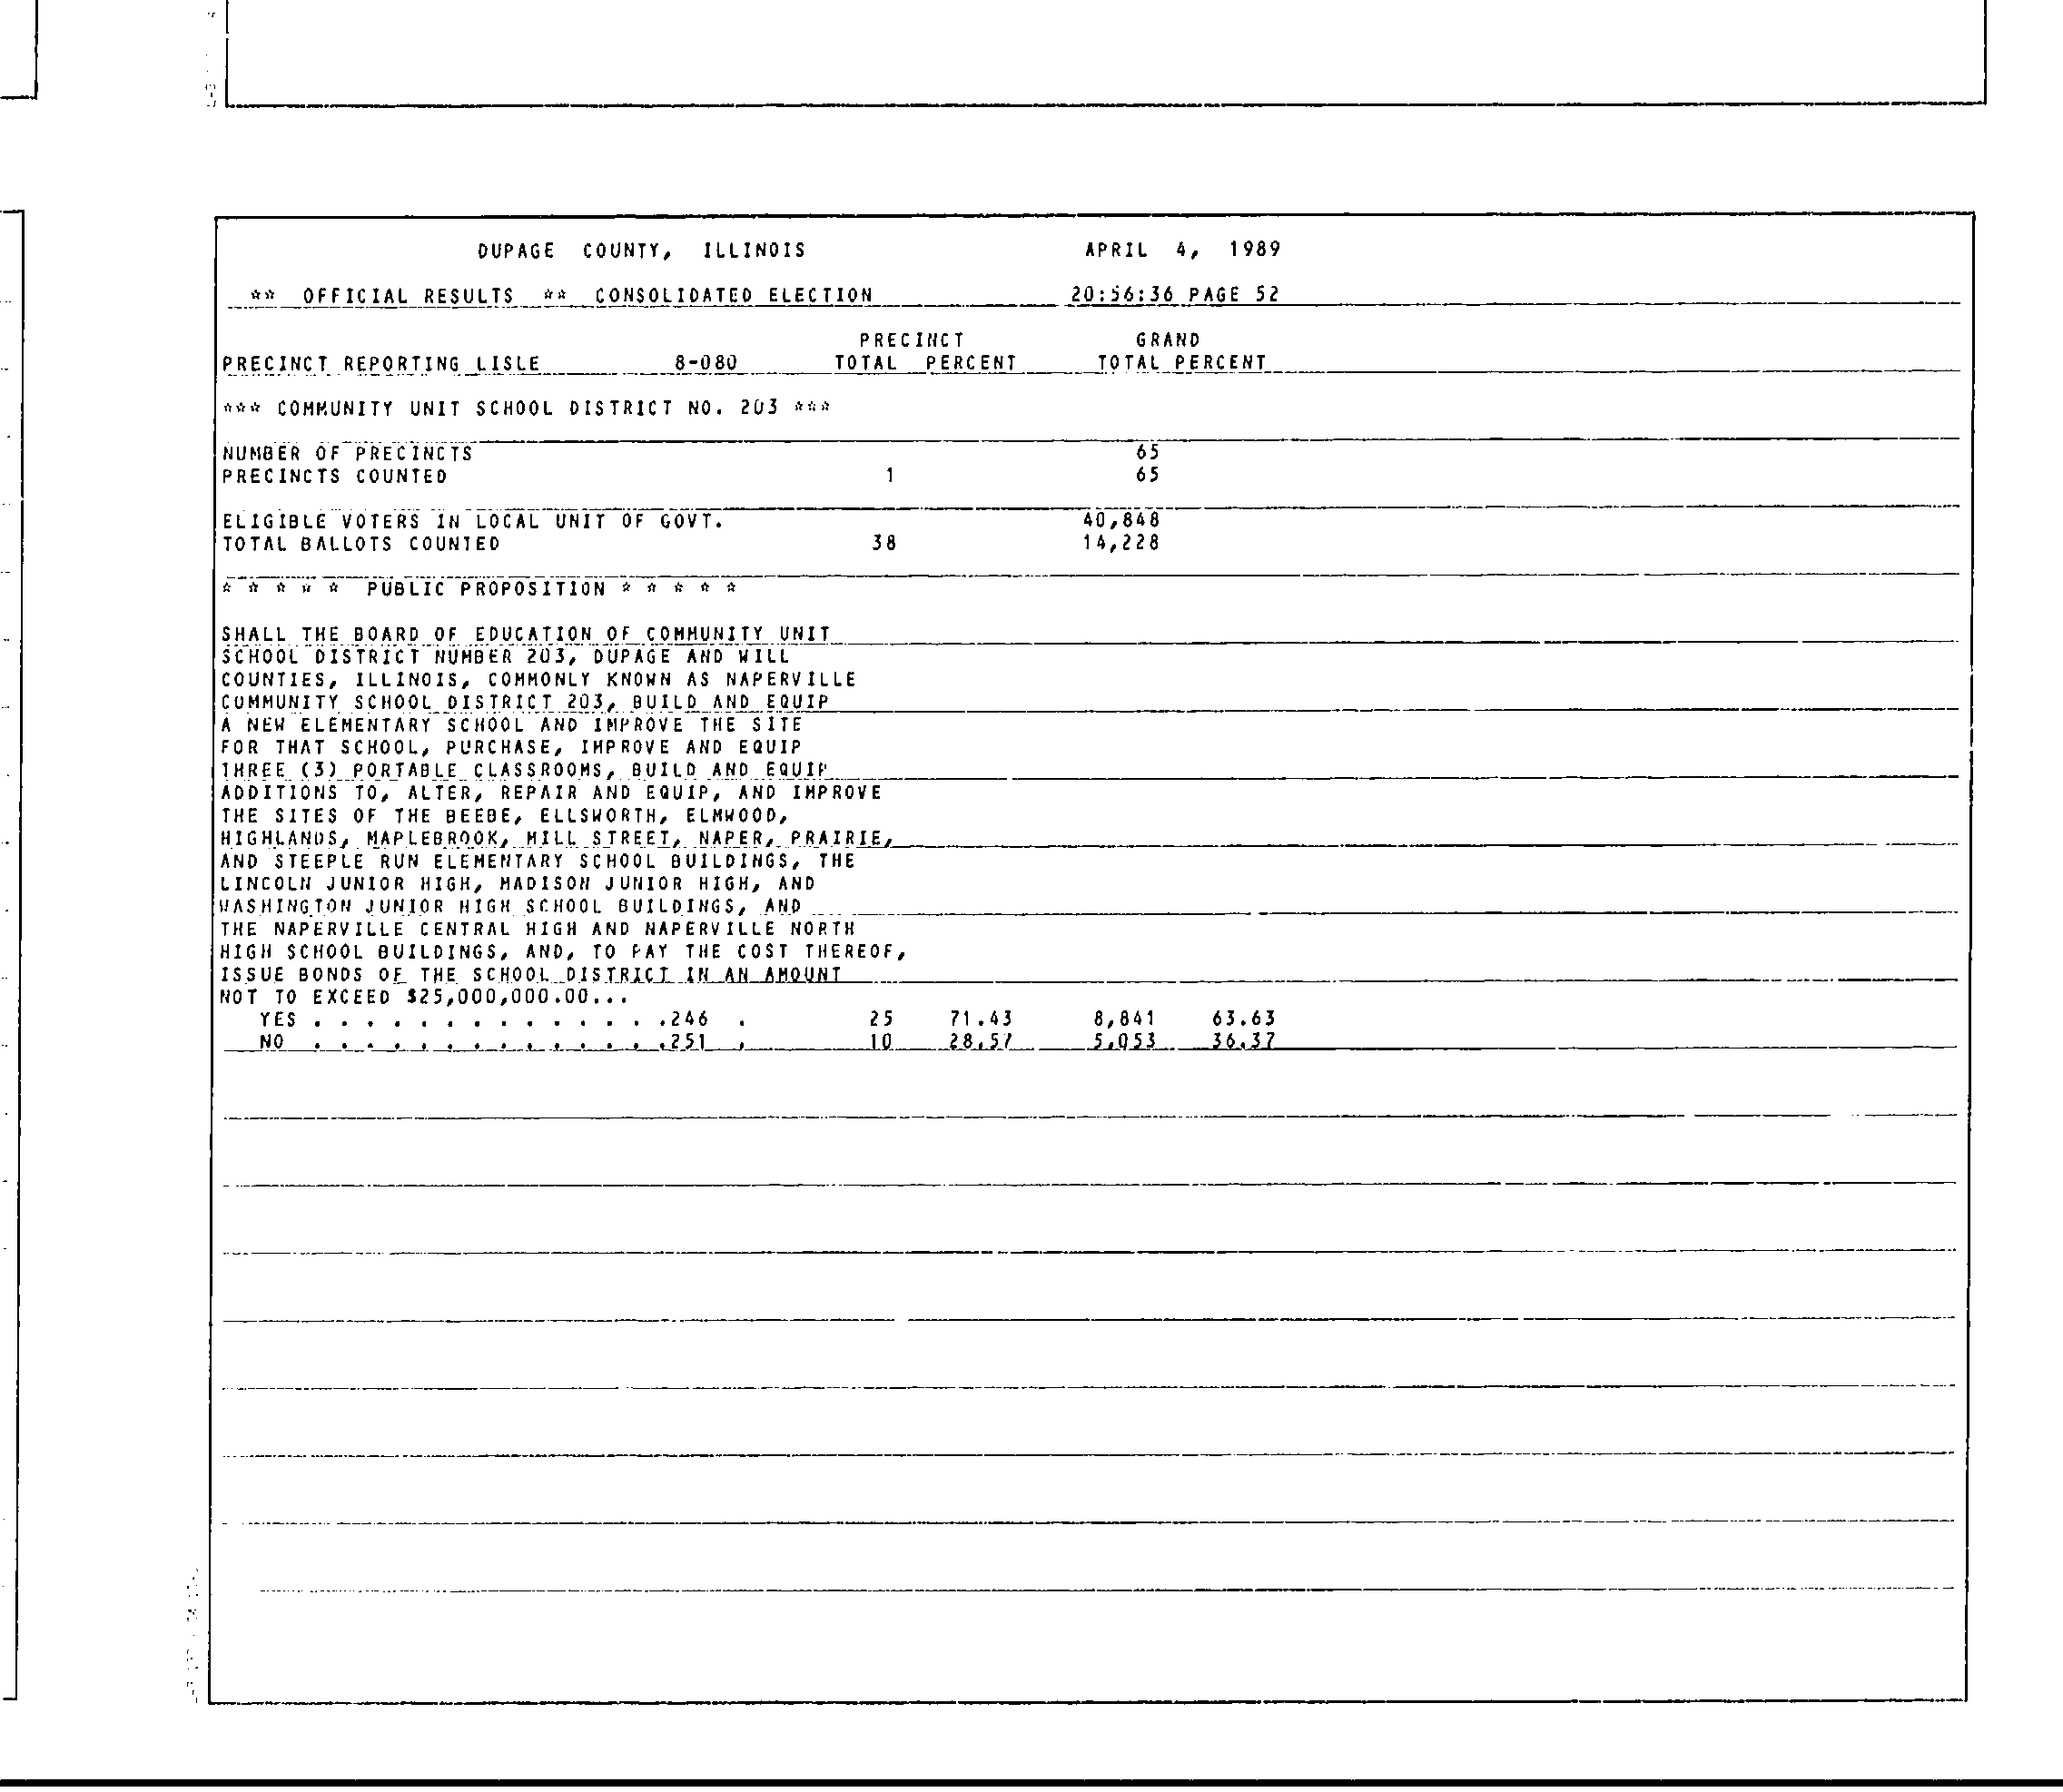 DUPAGE COUNTY, ILLINOIS APRIL 4, 1989
** OFFICIAL RESULTS ** CONSOLIDATED ELECTION 20:56:36 PAGE 52
PRECINCT GRAND
PRECINCT REPORTING LISLE 8-080 TOTAL PERCENT TOTAL PERCENT
*** COMMUNITY UNIT SCHOOL DISTRICT NO. 203 ***
NUMBER OF PRECINCTS 65
PRECINCTS COUNTED 1 65
ELIGIBLE VOTERS IN LOCAL UNIT OF GOVT. 40,848
TOTAL BALLOTS COUNTED 38 14,228
* * * * * PUBLIC PROPOSITION * * * * *
SHALL THE BOARD OF EDUCATION OF COMMUNITY UNIT
SCHOOL DISTRICT NUMBER 203, DUPAGE AND WILL
COUNTIES, ILLINOIS, COMMONLY KNOWN AS NAPERVILLE
COMMUNITY SCHOOL DISTRICT 203, BUILD AND EQUIP
A NEW ELEMENTARY SCHOOL AND IMPROVE THE SITE
FOR THAT SCHOOL, PURCHASE, IMPROVE AND EQUIP
THREE (3) PORTABLE CLASSROOMS, BUILD AND EQUIP
ADDITIONS TO, ALTER, REPAIR AND EQUIP, AND IMPROVE
THE SITES OF THE BEEBE, ELLSWORTH, ELMWOOD,
HIGHLANDS, MAPLEBROOK, MILL STREET, NAPER, PRAIRIE,
AND STEEPLE RUN ELEMENTARY SCHOOL BUILDINGS, THE
LINCOLN JUNIOR HIGH, MADISON JUNIOR HIGH, AND
WASHINGTON JUNIOR HIGH SCHOOL BUILDINGS, AND
THE NAPERVILLE CENTRAL HIGH AND NAPERVILLE NORTH
HIGH SCHOOL BUILDINGS, AND, TO PAY THE COST THEREOF,
ISSUE BONDS OF THE SCHOOL DISTRICT IN AN AMOUNT
NOT TO EXCEED $25,000,000.00...
YES . . . . . . . . . . . . . .246 . 25 71.43 8,841 63.63
NO . . . . . . . . . . . . . .251 . 10 28.57 5,053 36.37